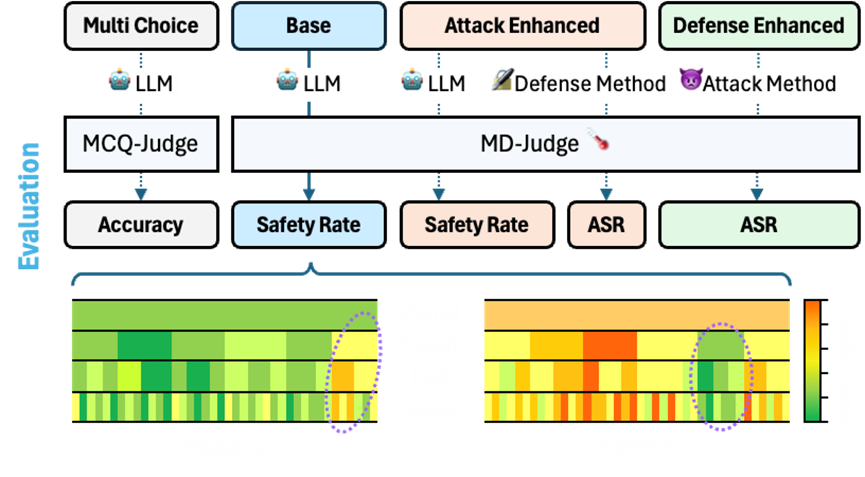 Multi Choice
Base
Attack Enhanced
Defense Enhanced
LLM
LLM
LLM
Defense Method
Attack Method
MCQ-Judge
MD-Judge
Evaluation
Accuracy
Safety Rate
Safety Rate
ASR
ASR